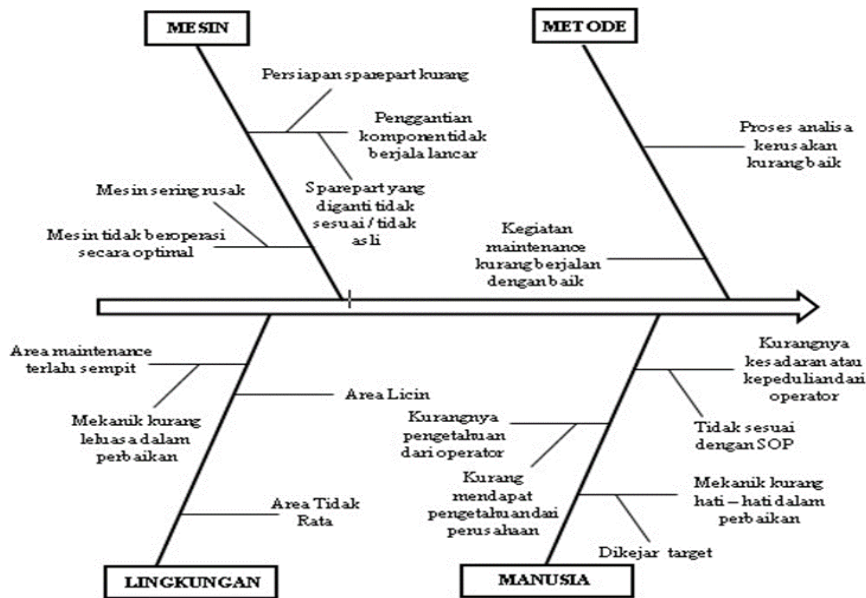 MESIN
METODE
Persiapan sparepart kurang
Penggantian
komponen tidak
berjala lancar
Proses analisa
kerusakan
kurang baik
Mesin sering rusak
Sparepart yang
diganti tidak
sesuai / tidak
asli
Mesin tidak beroperasi
secara optimal
Kegiatan
maintenance
kurang berjalan
dengan baik
Area maintenance
terlalu sempit
Mekanik kurang
leluasa dalam
perbaikan
Area Licin
Area Tidak
Rata
Kurangnya
kesadaran atau
kepedulian dari
operator
Kurangnya
pengetahuan
dari operator
Tidak sesuai
dengan SOP
Kurang
mendapat
pengetahuan dari
perusahaan
Mekanik kurang
hati – hati dalam
perbaikan
Dikejar target
LINGKUNGAN
MANUSIA